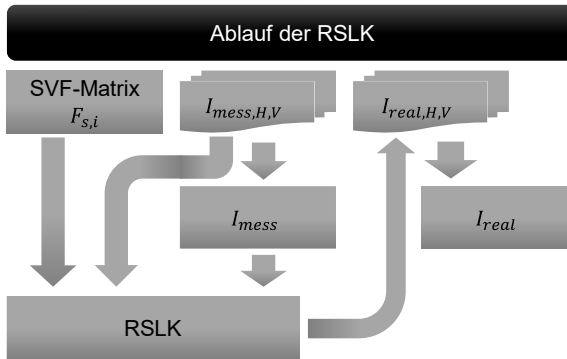 Ablauf der RSLK
SVF-Matrix
F_{s,i}
I_{mess,H,V}
I_{real,H,V}
I_{mess}
I_{real}
RSLK